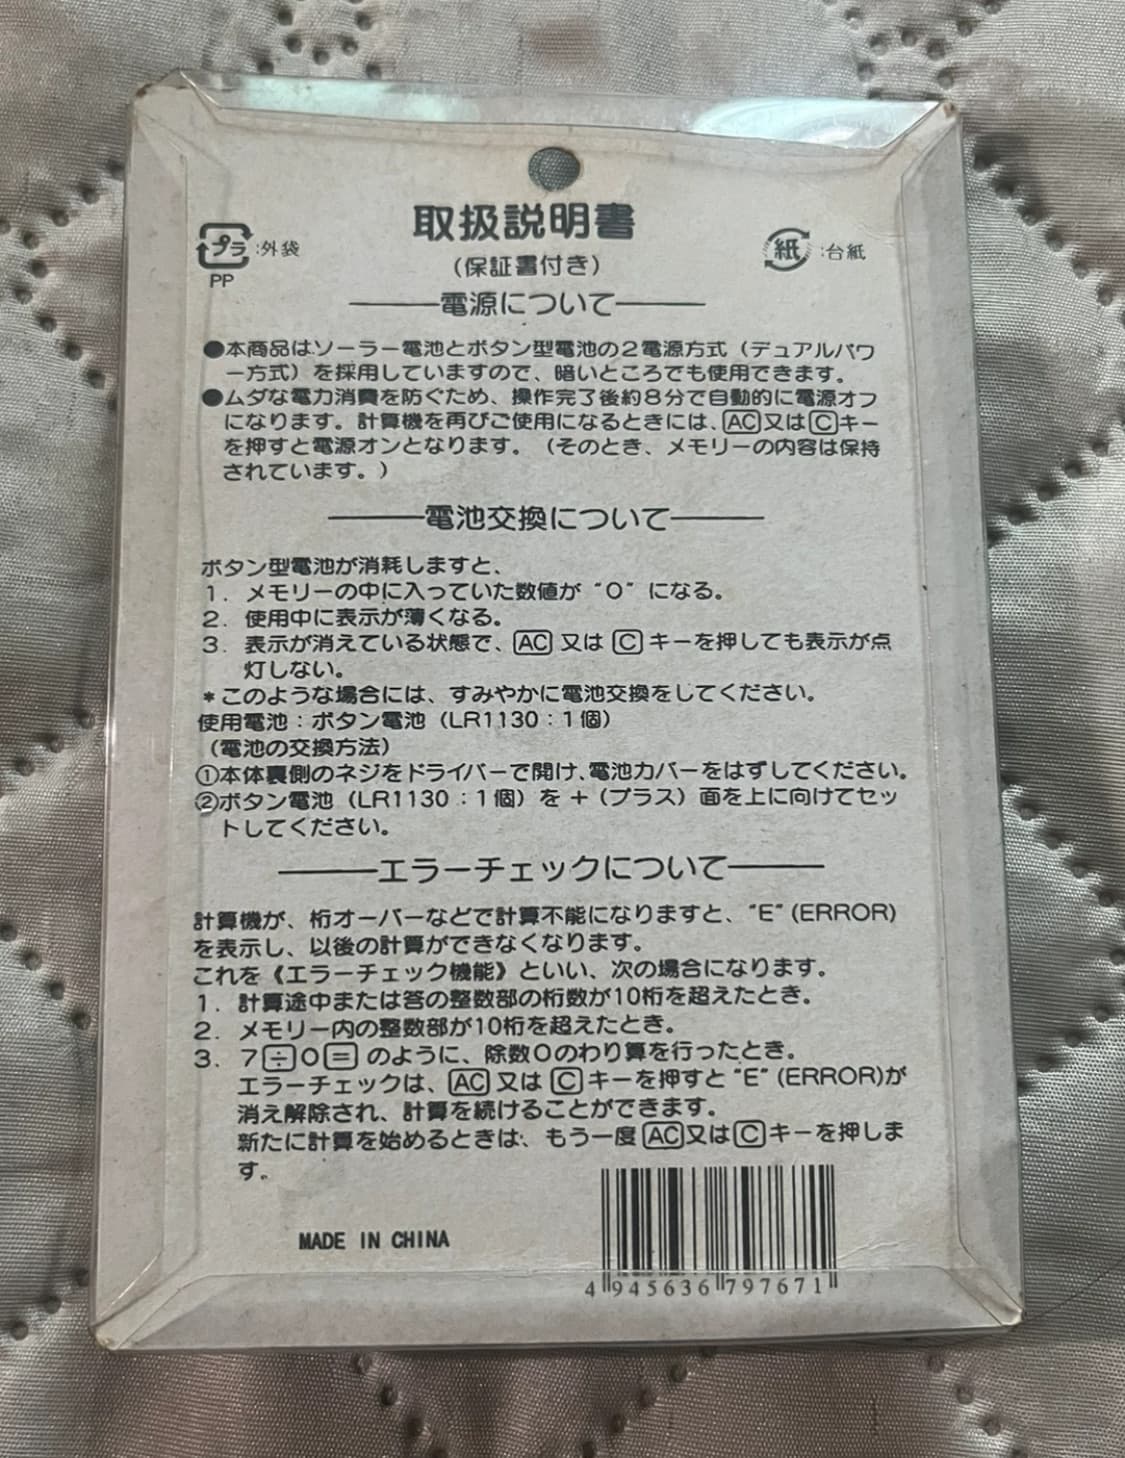 取扱説明書
プラ :外袋
PP
紙 :台紙
(保証書付き)
電源について
●本商品はソーラー電池とボタン型電池の2電源方式（デュアルパワ
ー方式）を採用していますので、暗いところでも使用できます。
●ムダな電力消費を防ぐため、操作完了後約8分で自動的に電源オフ
になります。計算機を再びご使用になるときには、AC又はCキー
を押すと電源オンとなります。（そのとき、メモリーの内容は保持
されています。）
電池交換について
ボタン型電池が消耗しますと、
1. メモリーの中に入っていた数値が “0” になる。
2. 使用中に表示が薄くなる。
3. 表示が消えている状態で、AC 又は C キーを押しても表示が点
灯しない。
*このような場合には、すみやかに電池交換をしてください。
使用電池：ボタン電池（LR1130：1個）
（電池の交換方法）
①本体裏側のネジをドライバーで開け、電池カバーをはずしてください。
②ボタン電池（LR1130：1個）を＋（プラス）面を上に向けてセッ
トしてください。
エラーチェックについて
計算機が、桁オーバーなどで計算不能になりますと、“E” (ERROR)
を表示し、以後の計算ができなくなります。
これを《エラーチェック機能》といい、次の場合になります。
1. 計算途中または答の整数部の桁数が10桁を超えたとき。
2. メモリー内の整数部が10桁を超えたとき。
3. 7÷0= のように、除数0のわり算を行ったとき。
エラーチェックは、AC 又は C キーを押すと “E” (ERROR)が
消え解除され、計算を続けることができます。
新たに計算を始めるときは、もう一度AC又はCキーを押しま
す。
MADE IN CHINA
4 945636 797671